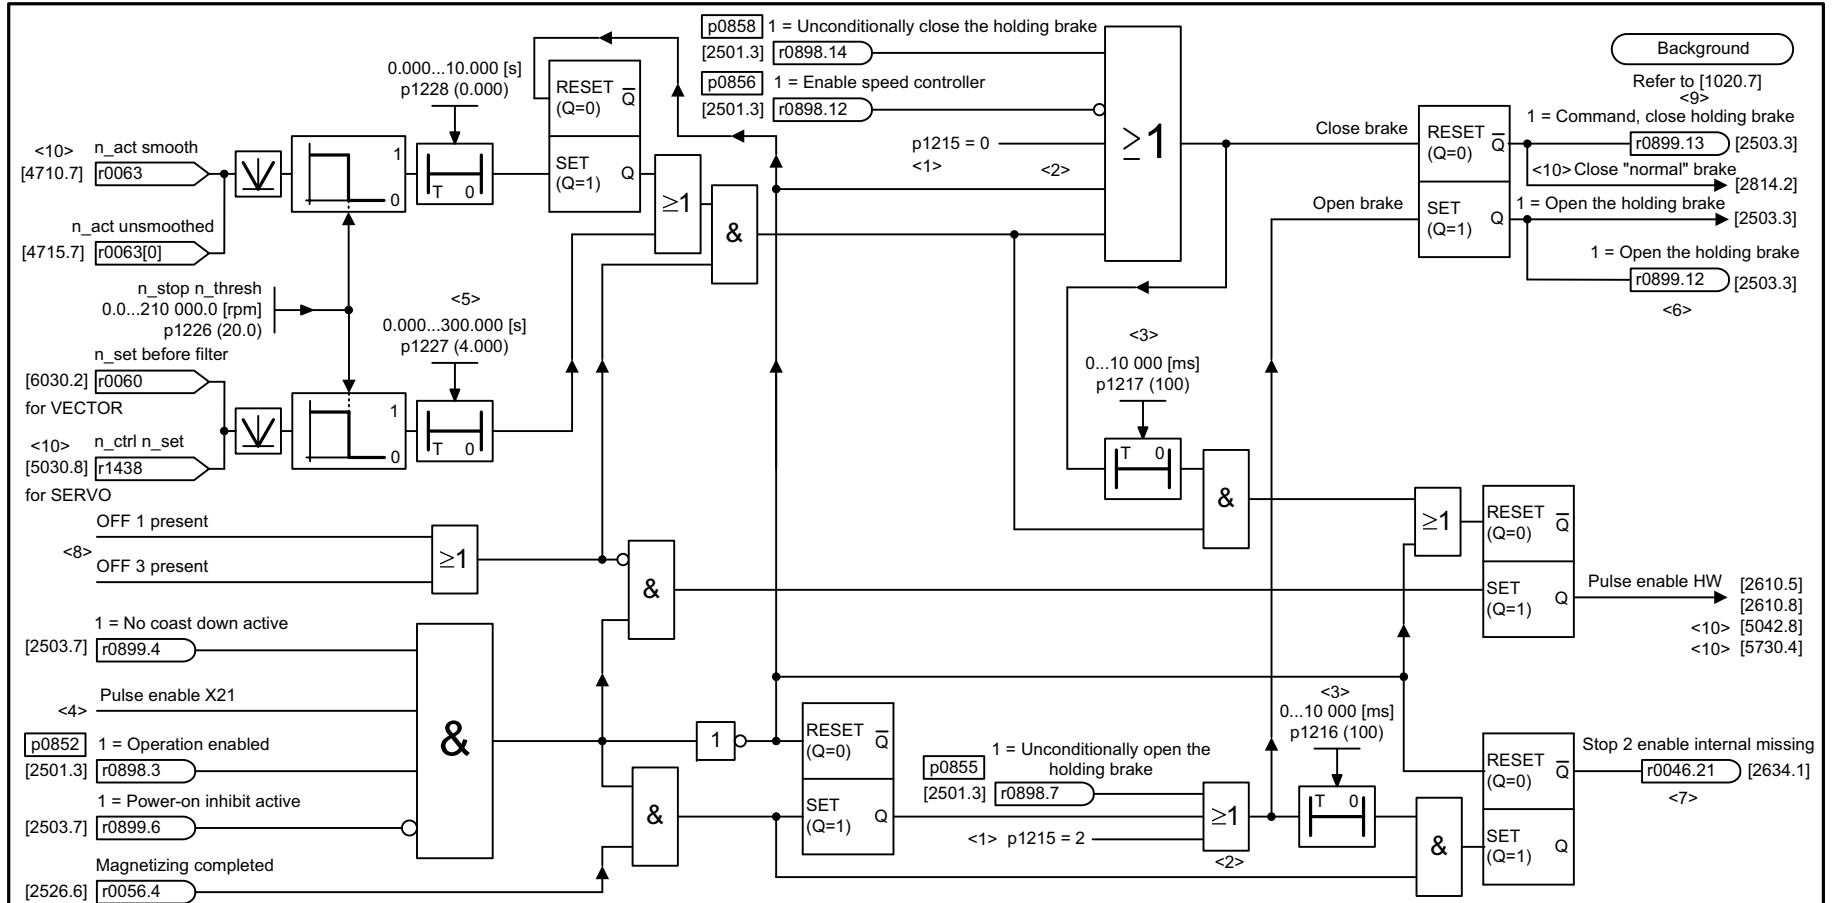 p0858 1 = Unconditionally close the holding brake
[2501.3] r0898.14
p0856 1 = Enable speed controller
[2501.3] r0898.12
p1215 = 0
<1>
<2>
≥1
Background
Refer to [1020.7]
<9>
1 = Command, close holding brake
r0899.13 [2503.3]
<10> Close "normal" brake
[2814.2]
1 = Open the holding brake
[2503.3]
1 = Open the holding brake
r0899.12 [2503.3]
<6>
Close brake
RESET
(Q=0)
Q̅
Open brake
SET
(Q=1)
Q
0.000...10.000 [s]
p1228 (0.000)
RESET
(Q=0)
Q̅
SET
(Q=1)
Q
<10> n_act smooth
[4710.7] r0063
1
0
T 0
≥1
&
n_act unsmoothed
[4715.7] r0063[0]
n_stop n_thresh
0.0...210 000.0 [rpm]
p1226 (20.0)
<5>
0.000...300.000 [s]
p1227 (4.000)
n_set before filter
[6030.2] r0060
for VECTOR
<10> n_ctrl n_set
[5030.8] r1438
for SERVO
1
0
T 0
<3>
0...10 000 [ms]
p1217 (100)
T 0
&
≥1
RESET
(Q=0)
Q̅
SET
(Q=1)
Q
Pulse enable HW
[2610.5]
[2610.8]
<10> [5042.8]
<10> [5730.4]
OFF 1 present
<8>
OFF 3 present
≥1
&
1 = No coast down active
[2503.7] r0899.4
Pulse enable X21
<4>
p0852 1 = Operation enabled
[2501.3] r0898.3
1 = Power-on inhibit active
[2503.7] r0899.6
Magnetizing completed
[2526.6] r0056.4
&
1
&
RESET
(Q=0)
Q̅
SET
(Q=1)
Q
p0855 1 = Unconditionally open the
holding brake
[2501.3] r0898.7
<1> p1215 = 2
≥1
<2>
<3>
0...10 000 [ms]
p1216 (100)
T 0
&
RESET
(Q=0)
Q̅
SET
(Q=1)
Q
Stop 2 enable internal missing
r0046.21 [2634.1]
<7>